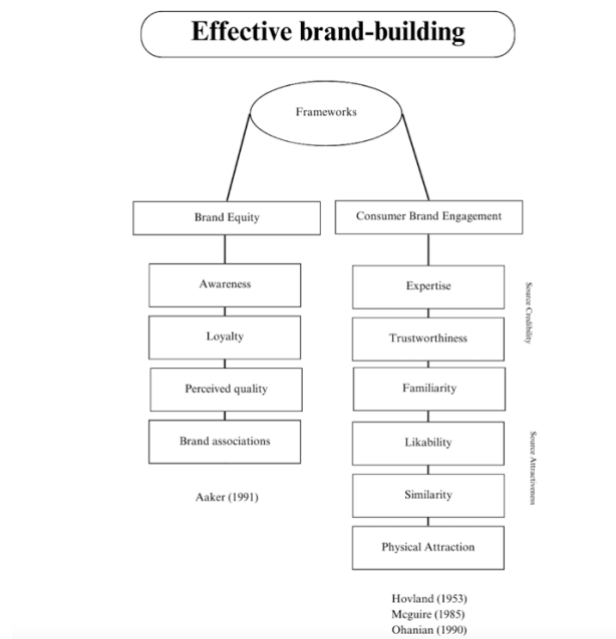 Effective brand-building
Frameworks
Brand Equity
Awareness
Loyalty
Perceived quality
Brand associations
Aaker (1991)
Consumer Brand Engagement
Expertise
Trustworthiness
Familiarity
Likability
Similarity
Physical Attraction
Source Credibility
Source Attractiveness
Hovland (1953)
Mcguire (1985)
Ohanian (1990)